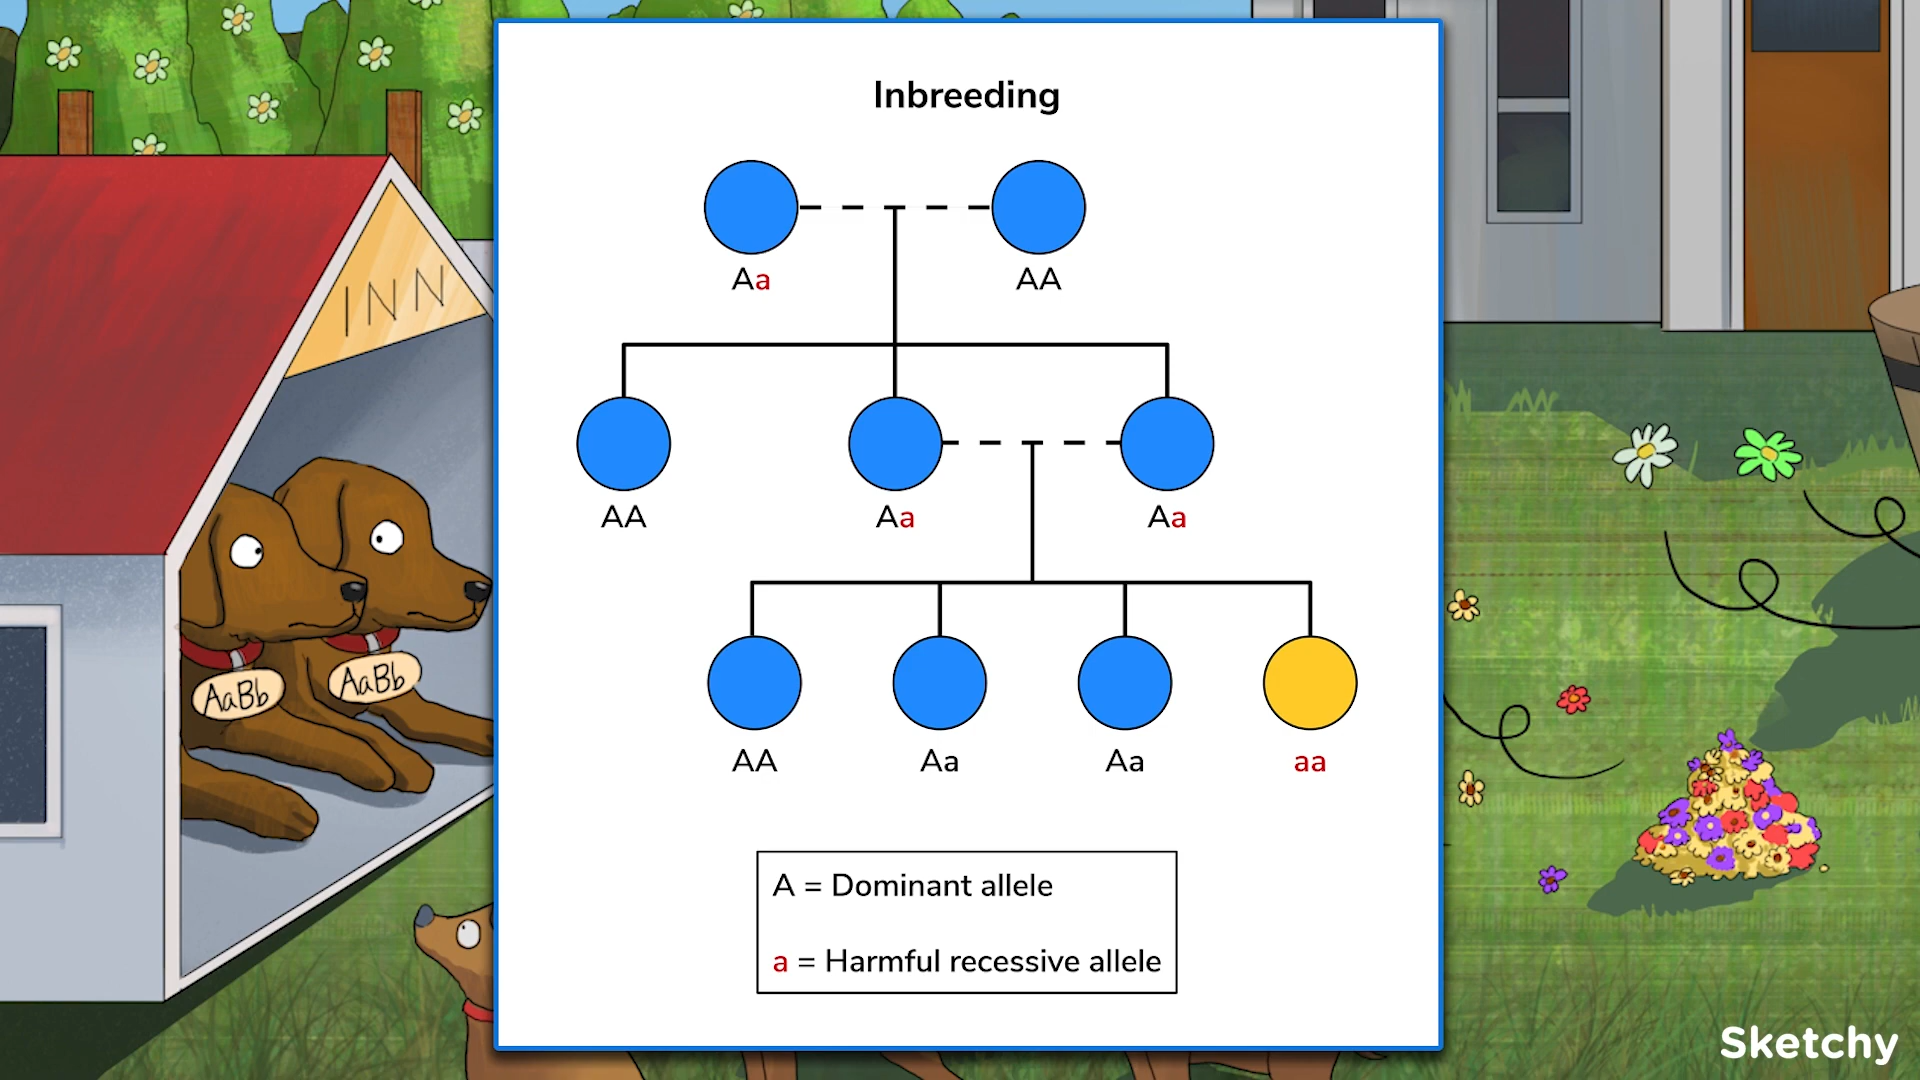 Inbreeding
Aa AA
INN
AA Aa Aa
AaBb AaBb
AA Aa Aa aa
A = Dominant allele
a = Harmful recessive allele
Sketchy